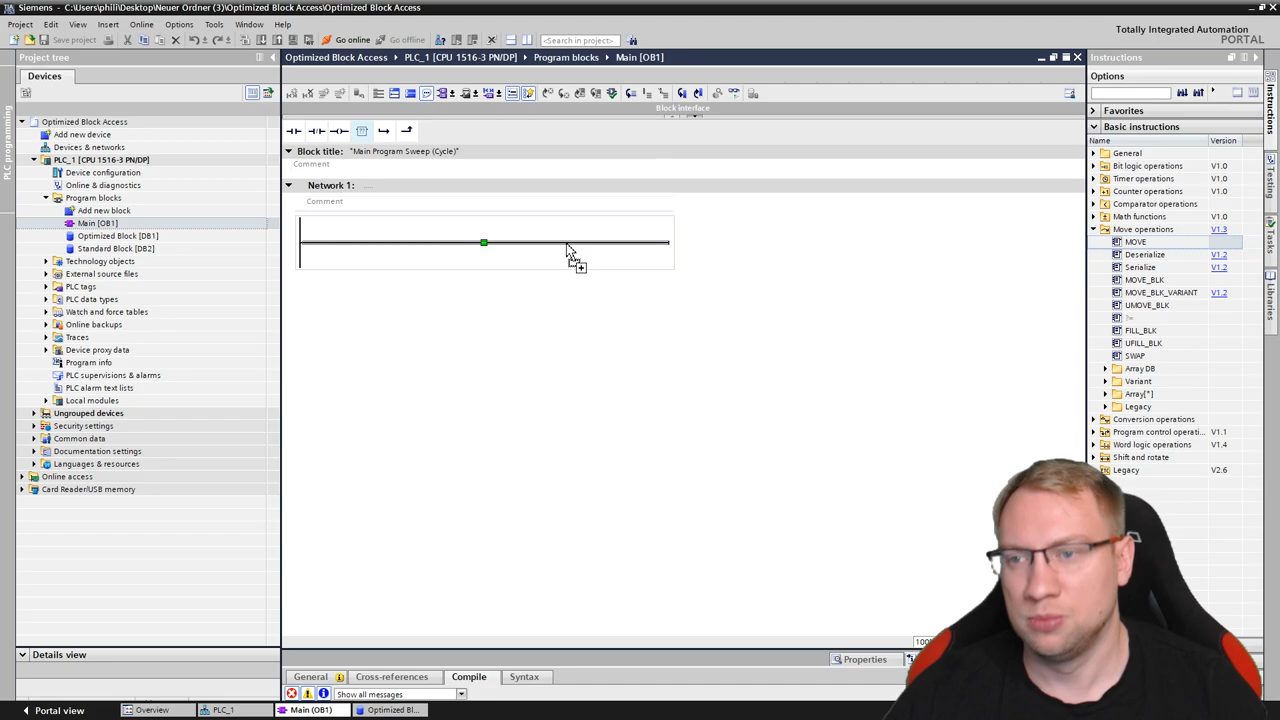 Siemens - C:\Users\phili\Desktop\Neuer Ordner (3)\Optimized Block Access\Optimized Block Access
Project Edit View Insert Online Options Tools Window Help
Save project
Go online
Go offline
<Search in project>
Totally Integrated Automation
PORTAL
PLC programming
Project tree
Devices
Optimized Block Access
Add new device
Devices & networks
PLC_1 [CPU 1516-3 PN/DP]
Device configuration
Online & diagnostics
Program blocks
Add new block
Main [OB1]
Optimized Block [DB1]
Standard Block [DB2]
Technology objects
External source files
PLC tags
PLC data types
Watch and force tables
Online backups
Traces
Device proxy data
Program info
PLC supervisions & alarms
PLC alarm text lists
Local modules
Ungrouped devices
Security settings
Common data
Documentation settings
Languages & resources
Online access
Card Reader/USB memory
Details view
Optimized Block Access PLC_1 [CPU 1516-3 PN/DP] Program blocks Main [OB1]
Block interface
Block title: "Main Program Sweep (Cycle)"
Comment
Network 1: .....
Comment
Properties
General
Cross-references
Compile
Syntax
Show all messages
Instructions
Options
Favorites
Basic instructions
Name Version
General
Bit logic operations V1.0
Timer operations V1.0
Counter operations V1.0
Comparator operations
Math functions V1.0
Move operations V1.3
MOVE
Deserialize V1.2
Serialize V1.2
MOVE_BLK
MOVE_BLK_VARIANT V1.2
UMOVE_BLK
?=
FILL_BLK
UFILL_BLK
SWAP
Array DB
Variant
Array[*]
Legacy
Conversion operations
Program control operati... V1.1
Word logic operations V1.4
Shift and rotate
Legacy V2.6
Instructions
Testing
Tasks
Libraries
Portal view
Overview
PLC_1
Main (OB1)
Optimized Bl...